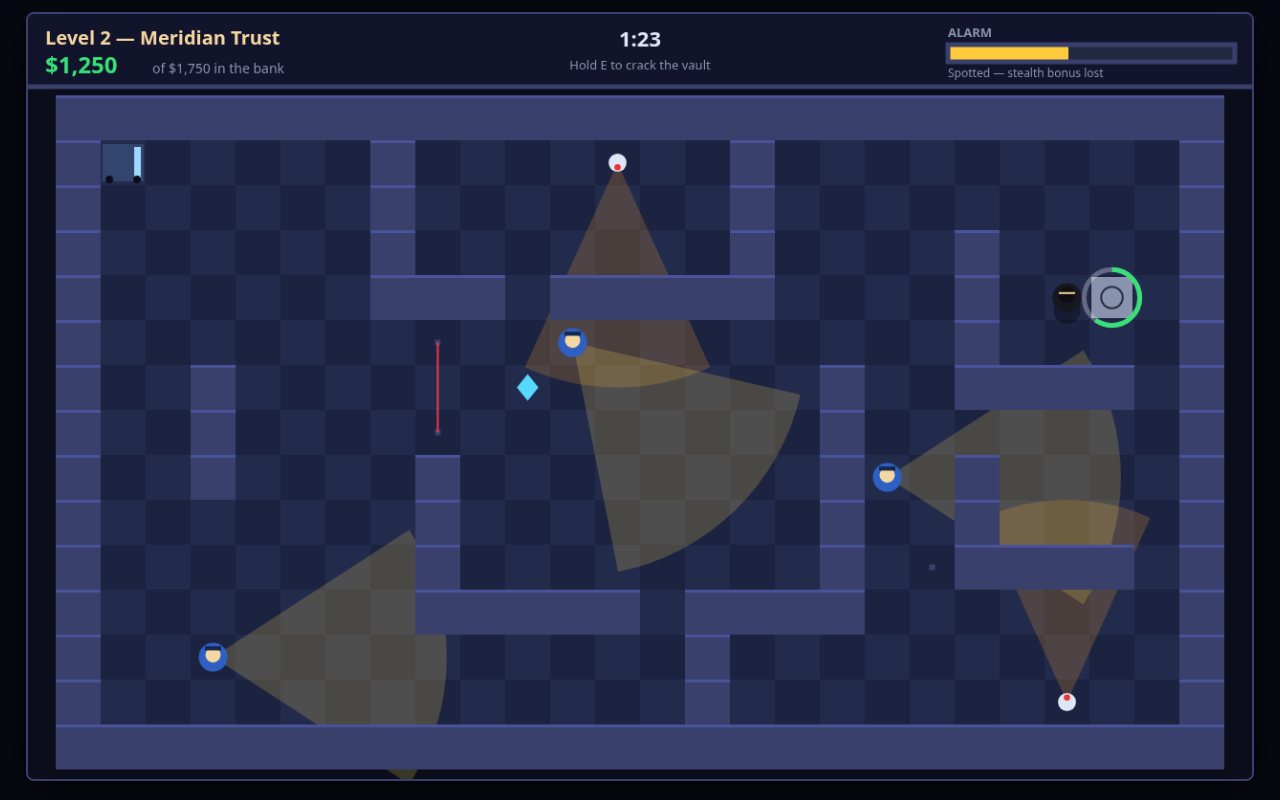 Level 2 — Meridian Trust
$1,250 of $1,750 in the bank
1:23
Hold E to crack the vault
ALARM
Spotted — stealth bonus lost